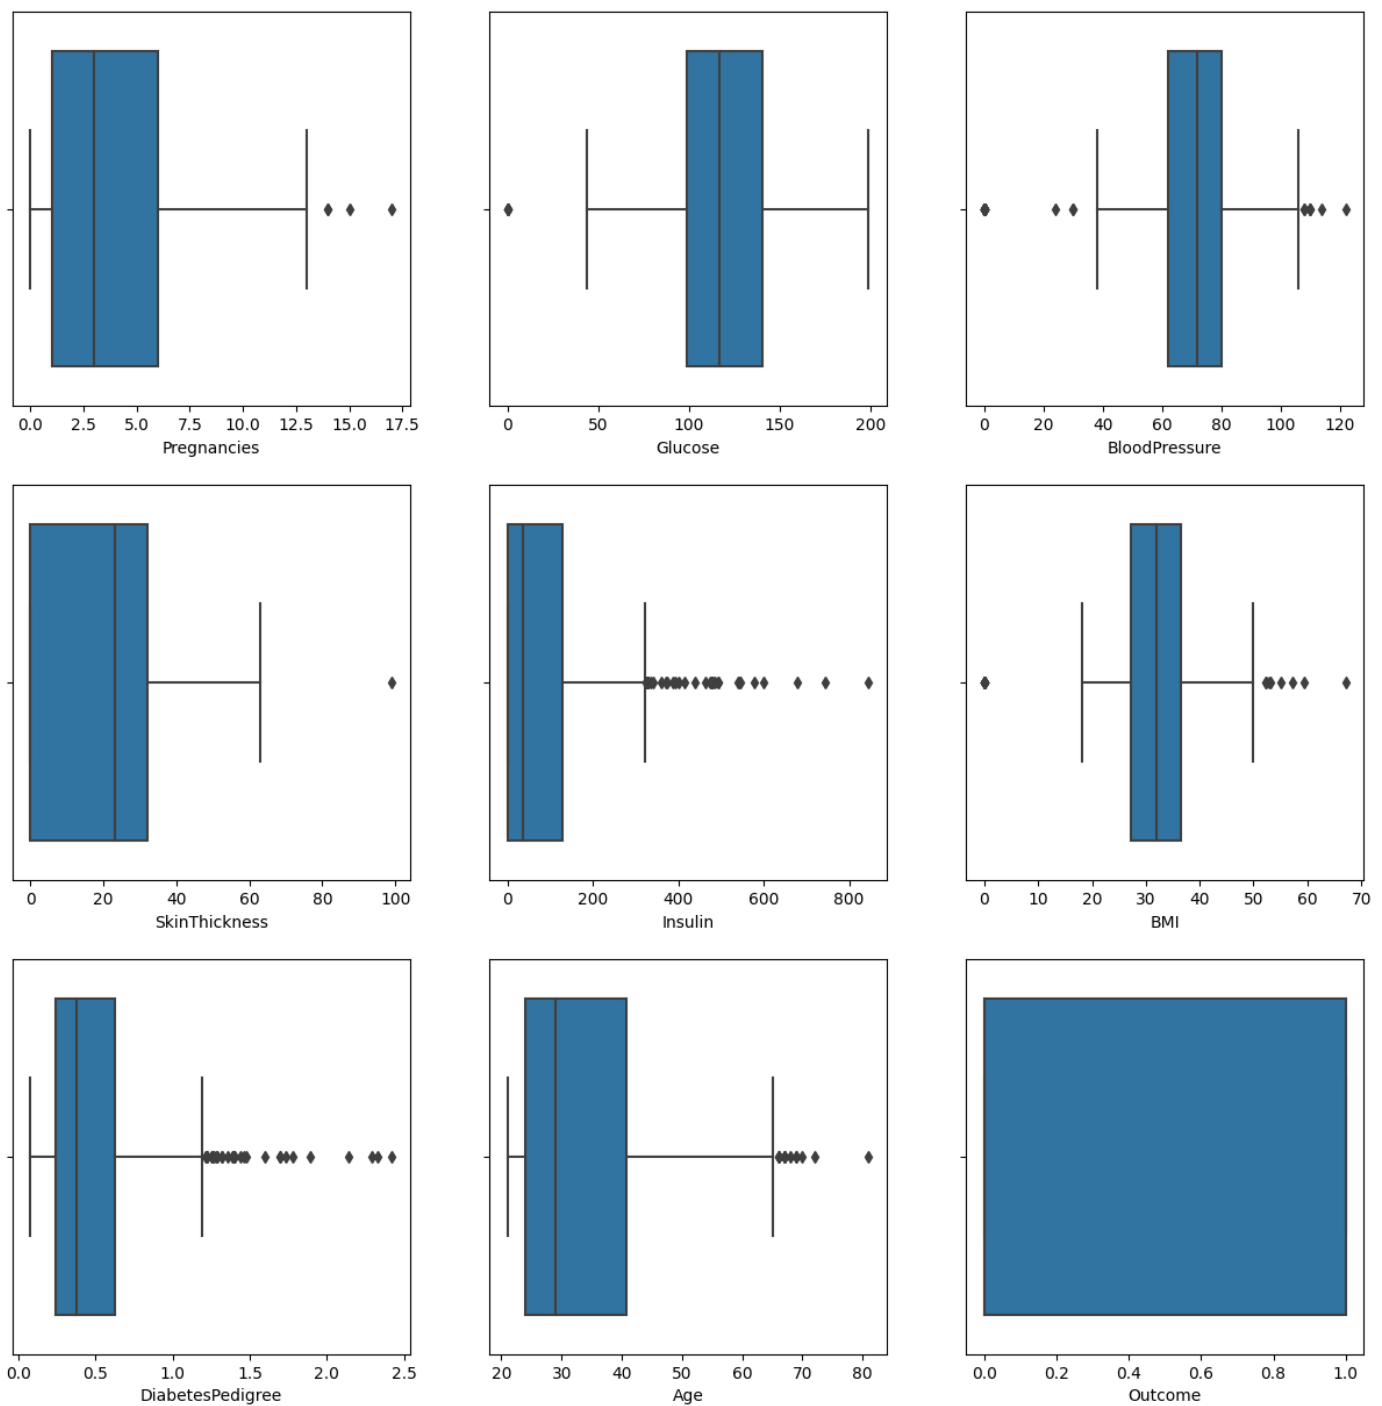 0.0 2.5 5.0 7.5 10.0 12.5 15.0 17.5
Pregnancies
0 50 100 150 200
Glucose
0 20 40 60 80 100 120
BloodPressure
0 20 40 60 80 100
SkinThickness
0 200 400 600 800
Insulin
0 10 20 30 40 50 60 70
BMI
0.0 0.5 1.0 1.5 2.0 2.5
DiabetesPedigree
20 30 40 50 60 70 80
Age
0.0 0.2 0.4 0.6 0.8 1.0
Outcome